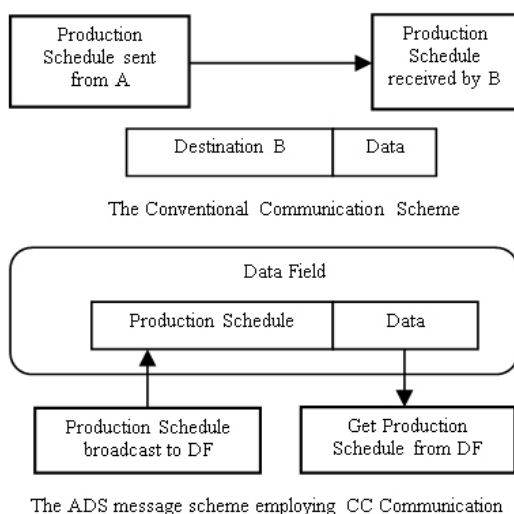 Production
Schedule sent
from A
Production
Schedule
received by B
Destination B
Data
The Conventional Communication Scheme
Data Field
Production Schedule
Data
Production Schedule
broadcast to DF
Get Production
Schedule from DF
The ADS message scheme employing CC Communication